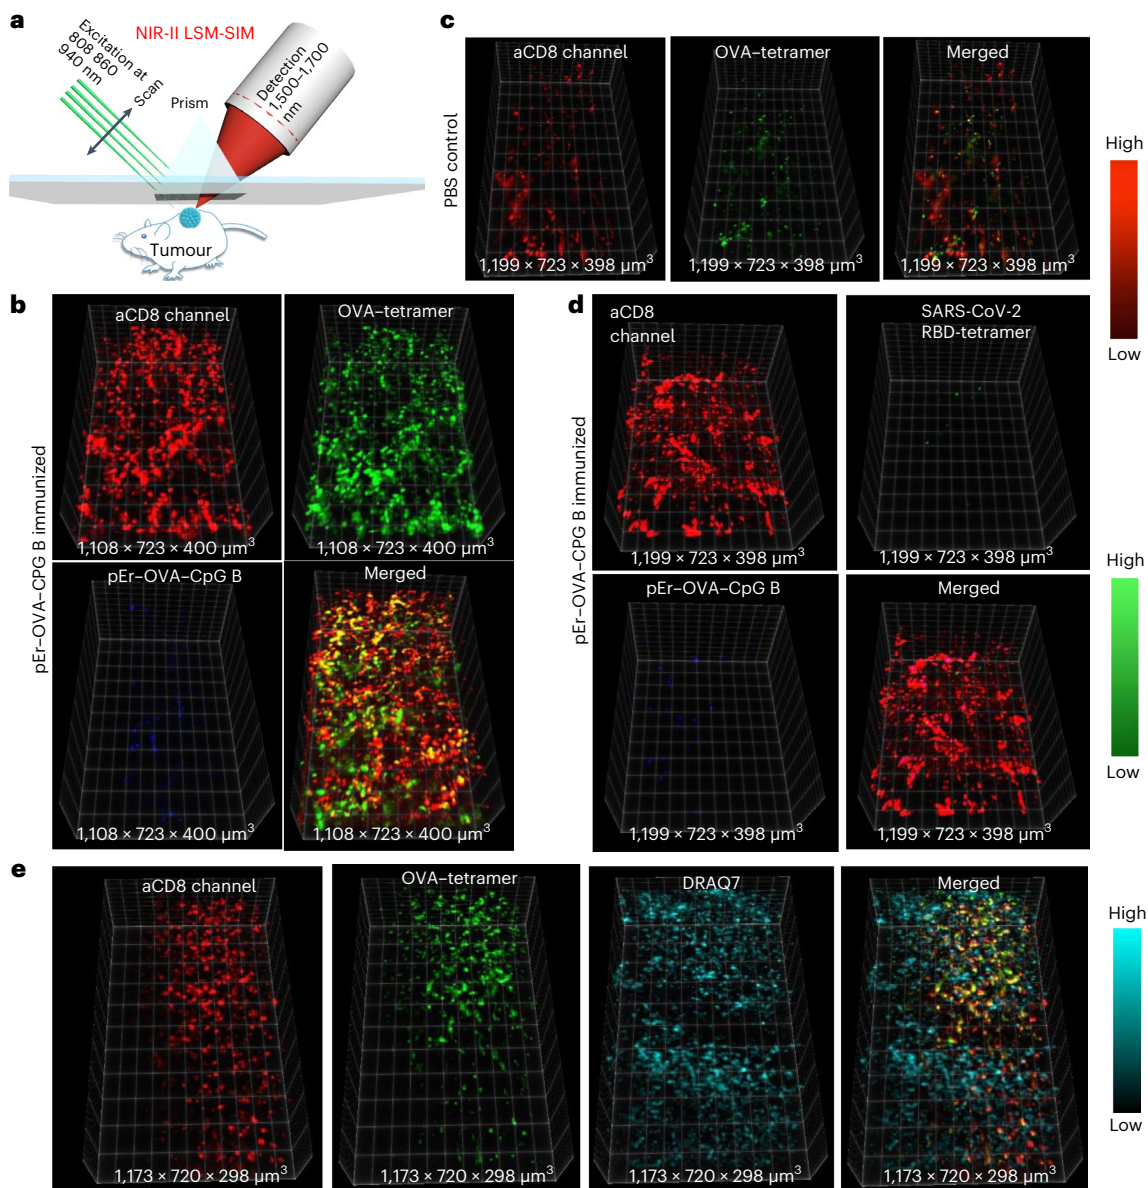 a
NIR-II LSM-SIM
Excitation at
808 860
940 nm
Scan
Prism
Detection
1,500–1,700
nm
Tumour
c
PBS control
aCD8 channel
OVA–tetramer
Merged
1,199 × 723 × 398 µm³
1,199 × 723 × 398 µm³
1,199 × 723 × 398 µm³
High
Low
b
pEr–OVA–CPG B immunized
aCD8 channel
OVA–tetramer
1,108 × 723 × 400 µm³
1,108 × 723 × 400 µm³
pEr–OVA–CpG B
Merged
1,108 × 723 × 400 µm³
1,108 × 723 × 400 µm³
d
pEr–OVA–CPG B immunized
aCD8
channel
SARS-CoV-2
RBD-tetramer
1,199 × 723 × 398 µm³
1,199 × 723 × 398 µm³
pEr–OVA–CpG B
Merged
1,199 × 723 × 398 µm³
1,199 × 723 × 398 µm³
High
Low
e
aCD8 channel
OVA–tetramer
DRAQ7
Merged
1,173 × 720 × 298 µm³
1,173 × 720 × 298 µm³
1,173 × 720 × 298 µm³
1,173 × 720 × 298 µm³
High
Low